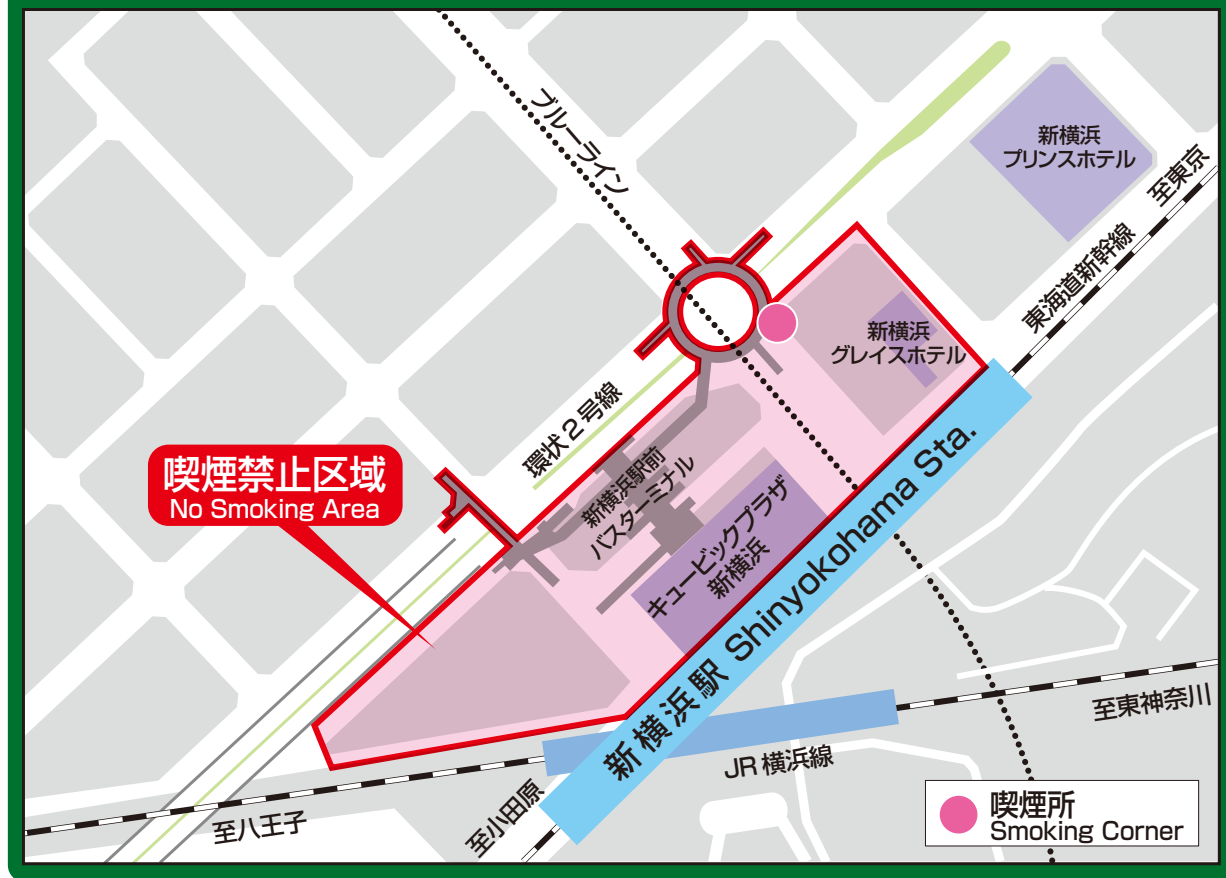 ブルーライン
新横浜
プリンスホテル
至東京
東海道新幹線
新横浜
グレイスホテル
環状2号線
喫煙禁止区域
No Smoking Area
新横浜駅前
バスターミナル
キュービックプラザ
新横浜
新横浜駅 Shinyokohama Sta.
至東神奈川
JR横浜線
至小田原
至八王子
喫煙所
Smoking Corner